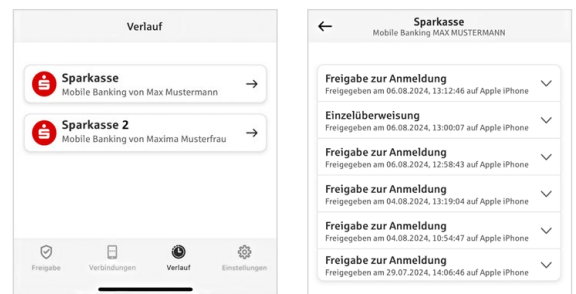 Verlauf
Sparkasse
Mobile Banking von Max Mustermann
Sparkasse 2
Mobile Banking von Maxima Musterfrau
Freigabe
Verbindungen
Verlauf
Einstellungen
Sparkasse
Mobile Banking MAX MUSTERMANN
Freigabe zur Anmeldung
Freigegeben am 06.08.2024, 13:12:46 auf Apple iPhone
Einzelüberweisung
Freigegeben am 06.08.2024, 13:00:07 auf Apple iPhone
Freigabe zur Anmeldung
Freigegeben am 06.08.2024, 12:58:43 auf Apple iPhone
Freigabe zur Anmeldung
Freigegeben am 04.08.2024, 13:19:04 auf Apple iPhone
Freigabe zur Anmeldung
Freigegeben am 04.08.2024, 10:54:47 auf Apple iPhone
Freigabe zur Anmeldung
Freigegeben am 29.07.2024, 14:06:46 auf Apple iPhone